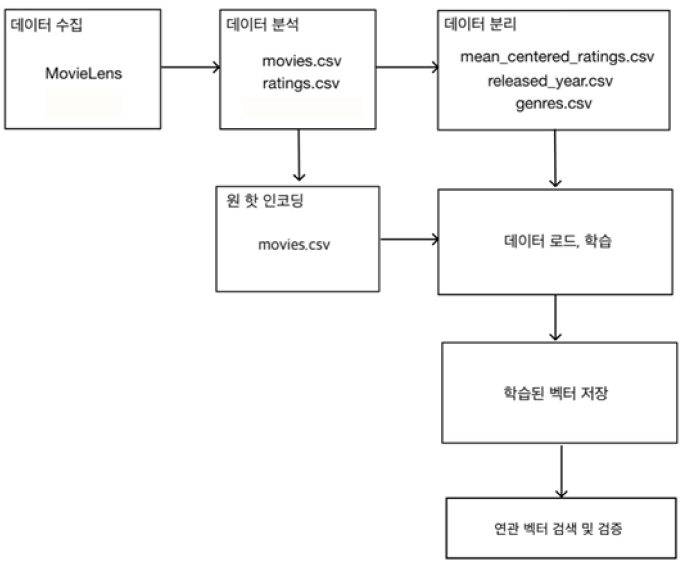 데이터 수집
MovieLens
데이터 분석
movies.csv
ratings.csv
데이터 분리
mean_centered_ratings.csv
released_year.csv
genres.csv
원 핫 인코딩
movies.csv
데이터 로드, 학습
학습된 벡터 저장
연관 벡터 검색 및 검증